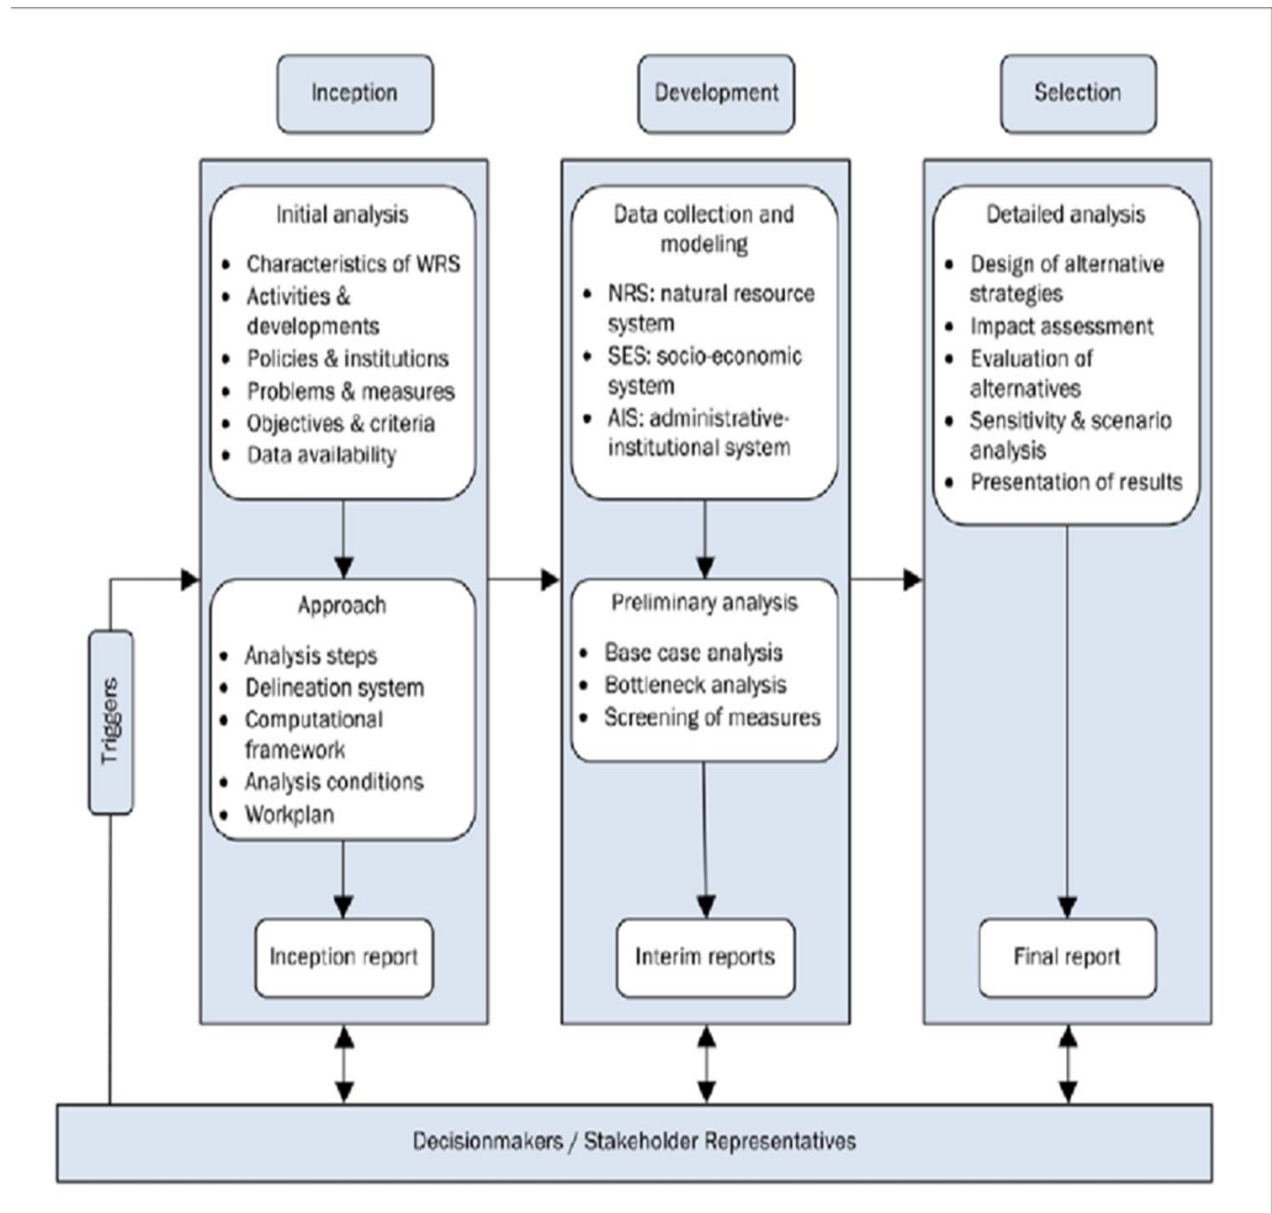 Inception
Development
Selection
Initial analysis
• Characteristics of WRS
• Activities &
developments
• Policies & institutions
• Problems & measures
• Objectives & criteria
• Data availability
Approach
• Analysis steps
• Delineation system
• Computational
framework
• Analysis conditions
• Workplan
Inception report
Data collection and
modeling
• NRS: natural resource
system
• SES: socio-economic
system
• AIS: administrative-
institutional system
Preliminary analysis
• Base case analysis
• Bottleneck analysis
• Screening of measures
Interim reports
Detailed analysis
• Design of alternative
strategies
• Impact assessment
• Evaluation of
alternatives
• Sensitivity & scenario
analysis
• Presentation of results
Final report
Triggers
Decisionmakers / Stakeholder Representatives